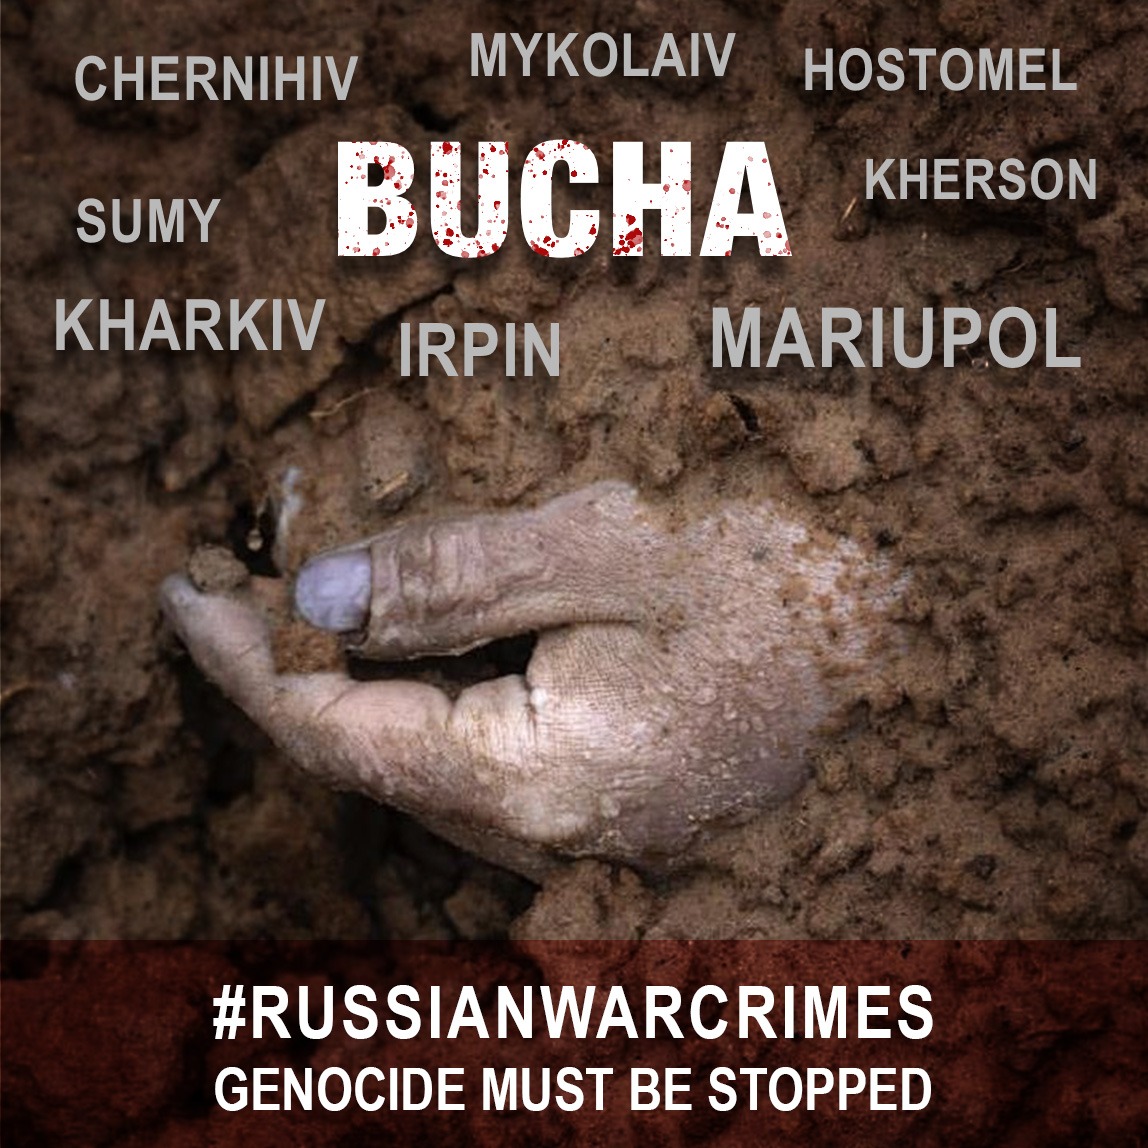 CHERNIHIV
MYKOLAIV
HOSTOMEL
BUCHA
KHERSON
SUMY
KHARKIV
IRPIN
MARIUPOL
#RUSSIANWARCRIMES
GENOCIDE MUST BE STOPPED